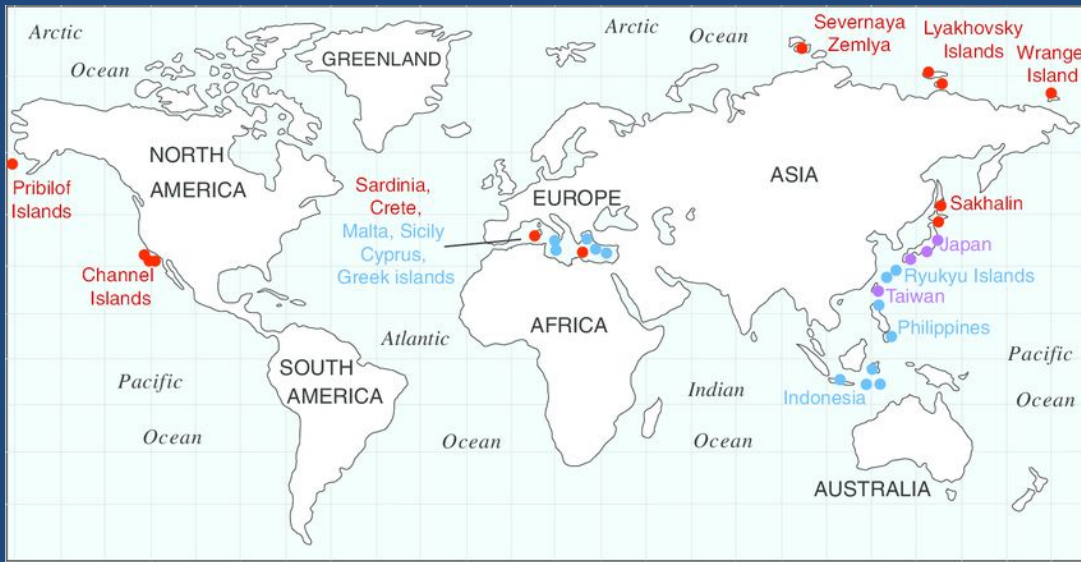 Arctic
Ocean
GREENLAND
Arctic
Ocean
Severnaya
Zemlya
Lyakhovsky
Islands
Wrange
Island
NORTH
AMERICA
Pribilof
Islands
Sardinia,
Crete,
Malta, Sicily
Cyprus,
Greek islands
EUROPE
ASIA
Sakhalin
Japan
Ryukyu Islands
Taiwan
Philippines
Channel
Islands
Atlantic
AFRICA
SOUTH
AMERICA
Pacific
Ocean
Ocean
Indian
Ocean
Indonesia
Pacific
Ocean
AUSTRALIA